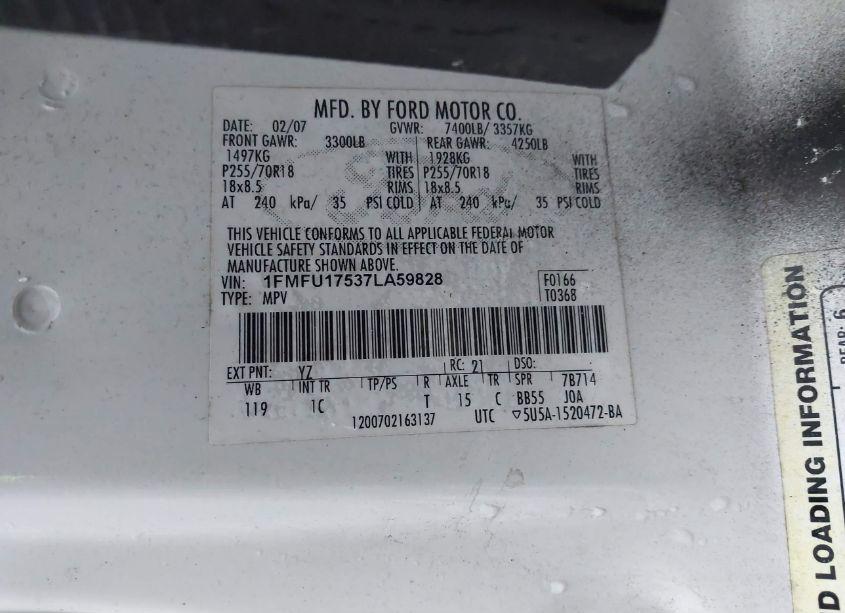 MFD. BY FORD MOTOR CO.
DATE: 02/07 GVWR: 7400LB/ 3357KG
FRONT GAWR: 3300LB REAR GAWR: 4250LB
1497KG WITH 1928KG WITH
P255/70R18 TIRES P255/70R18 TIRES
18x8.5 RIMS 18x8.5 RIMS
AT 240 kPa/ 35 PSI COLD AT 240 kPa/ 35 PSI COLD
THIS VEHICLE CONFORMS TO ALL APPLICABLE FEDERAL MOTOR
VEHICLE SAFETY STANDARDS IN EFFECT ON THE DATE OF
MANUFACTURE SHOWN ABOVE.
VIN: 1FMFU17537LA59828 F0166
TYPE: MPV T0368
EXT PNT: YZ RC: 21 DSO:
WB INT TR TP/PS R AXLE TR SPR 7B714
119 1C T 15 C BB55 J0A
1200702163137 UTC ▽5U5A-1520472-BA
D LOADING INFORMATION
REAR: 6